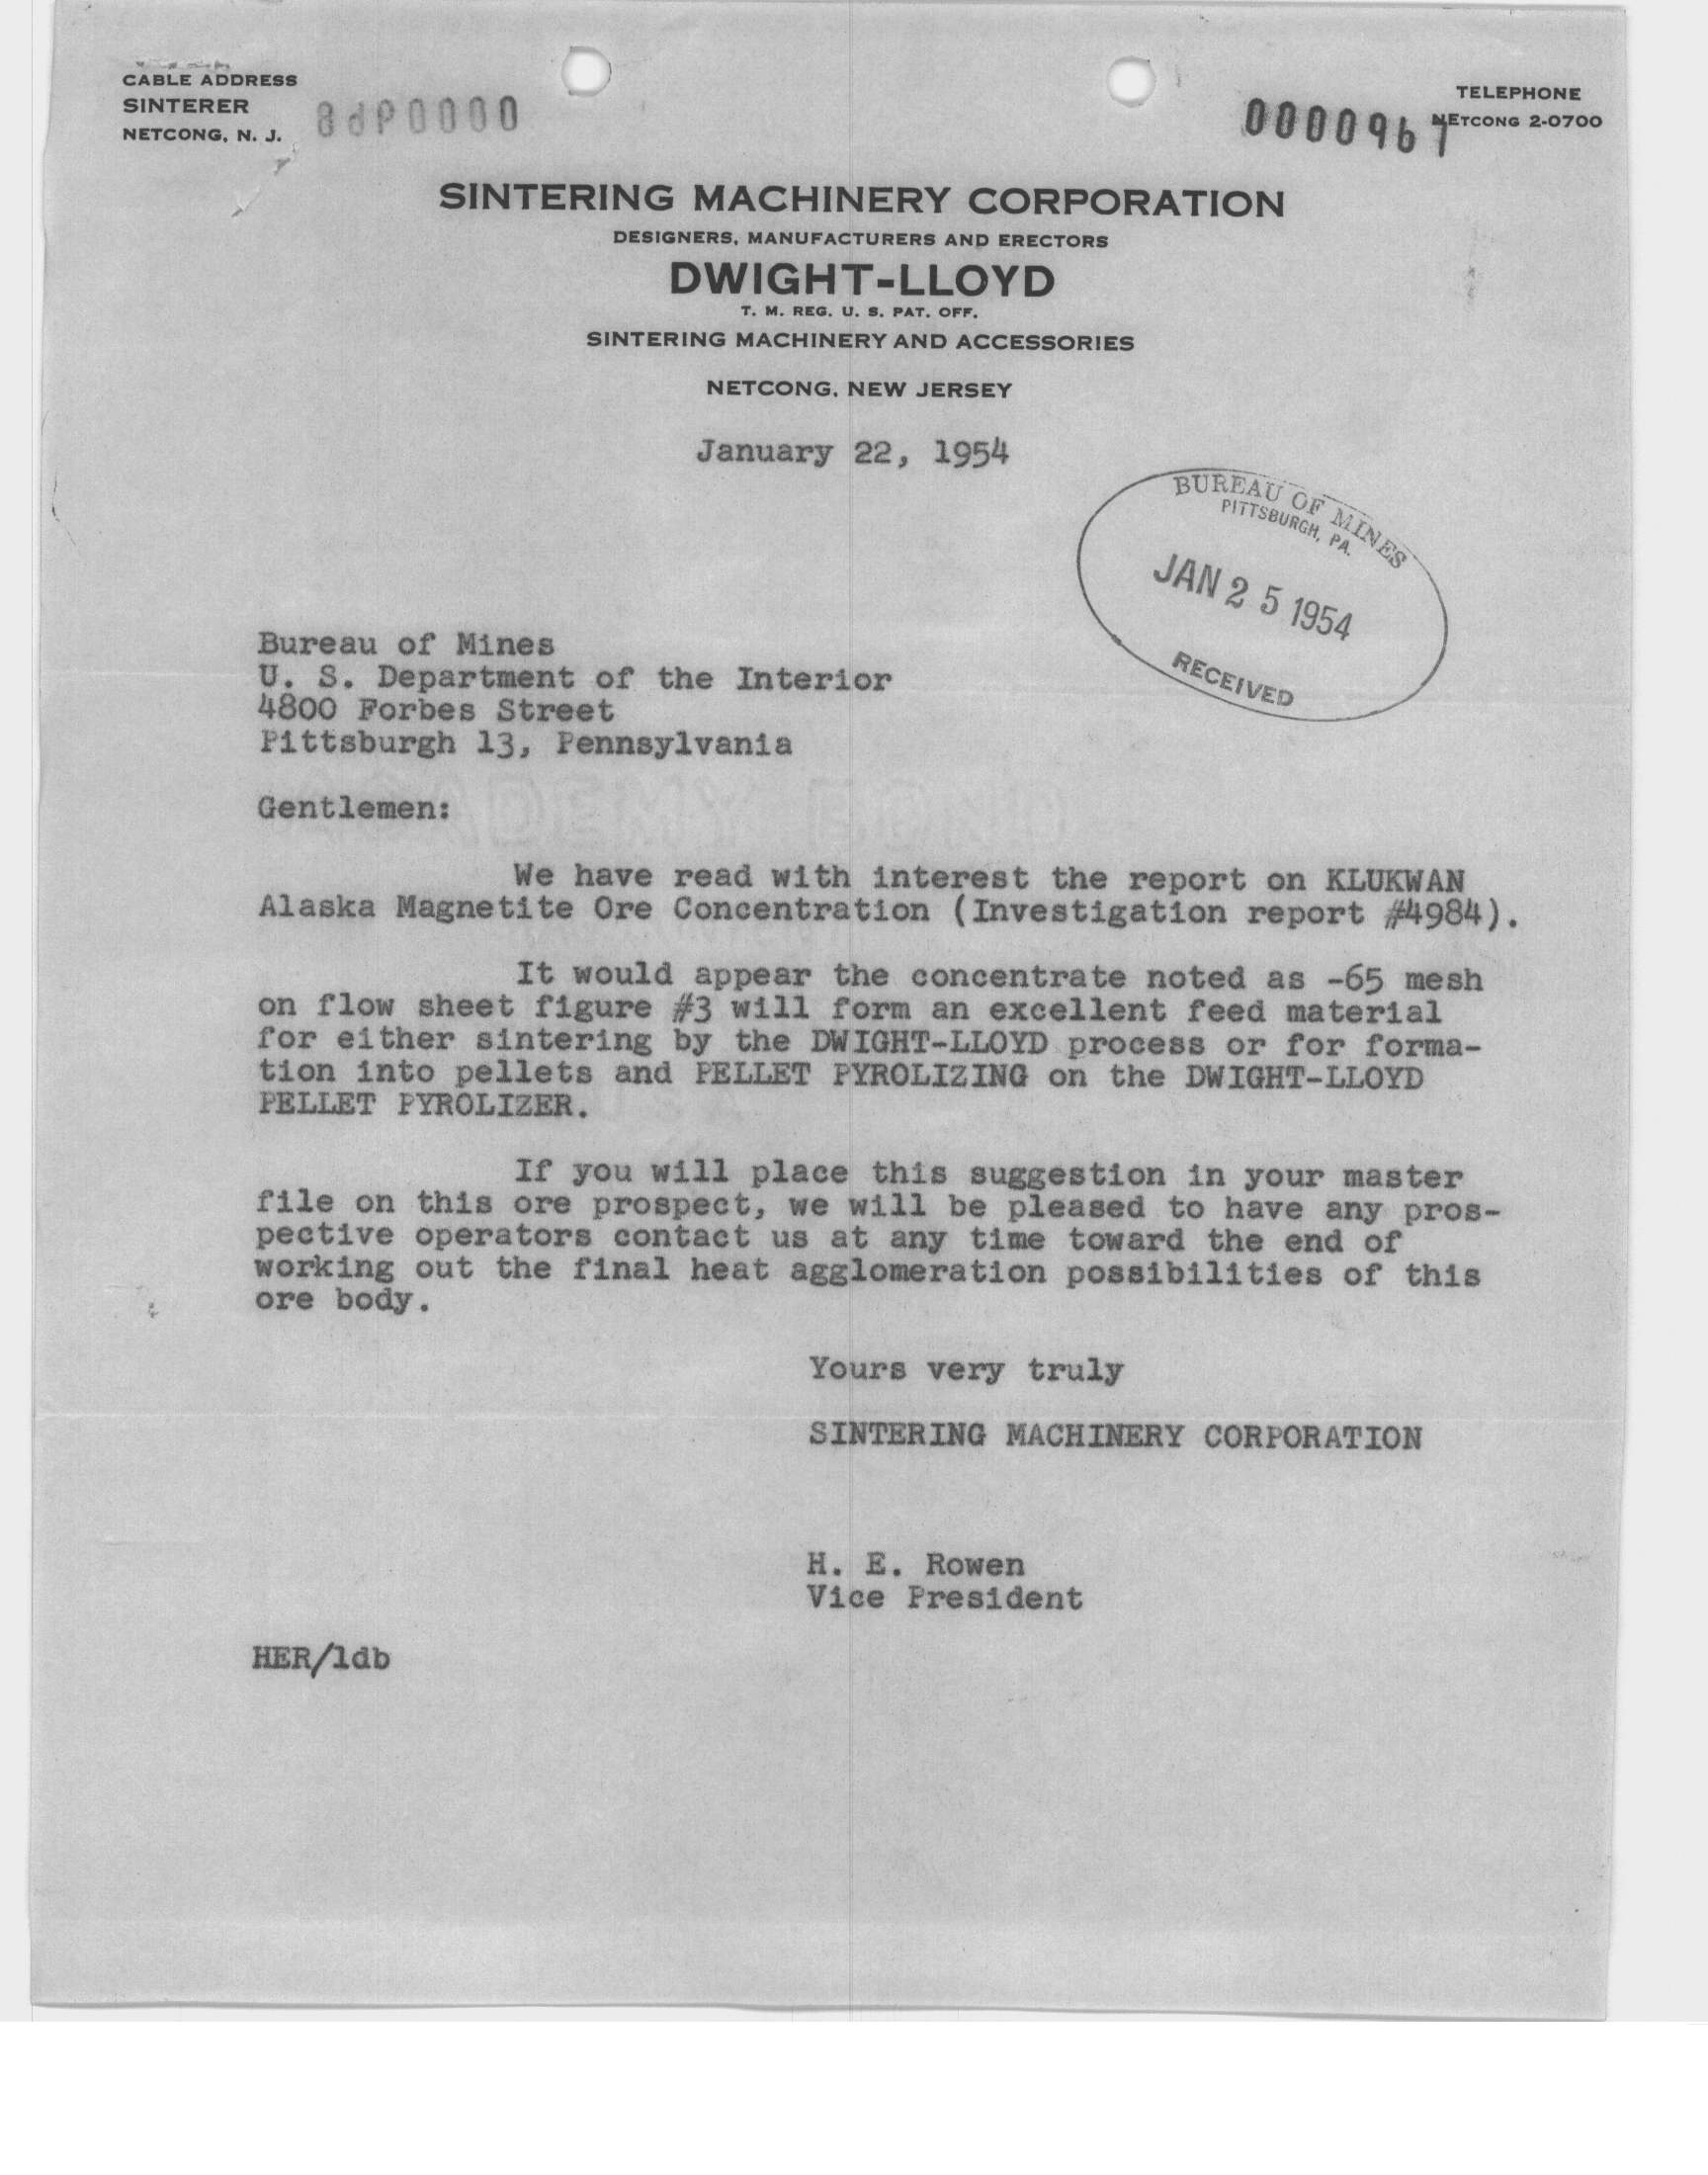 CABLE ADDRESS
SINTERER
NETCONG, N. J.
TELEPHONE
NETCONG 2-0700
0000967
SINTERING MACHINERY CORPORATION
DESIGNERS, MANUFACTURERS AND ERECTORS
DWIGHT-LLOYD
T. M. REG. U. S. PAT. OFF.
SINTERING MACHINERY AND ACCESSORIES
NETCONG, NEW JERSEY
January 22, 1954
BUREAU OF MINES
PITTSBURGH, PA.
JAN 25 1954
RECEIVED
Bureau of Mines
U. S. Department of the Interior
4800 Forbes Street
Pittsburgh 13, Pennsylvania
Gentlemen:
We have read with interest the report on KLUKWAN
Alaska Magnetite Ore Concentration (Investigation report #4984).
It would appear the concentrate noted as -65 mesh
on flow sheet figure #3 will form an excellent feed material
for either sintering by the DWIGHT-LLOYD process or for forma-
tion into pellets and PELLET PYROLIZING on the DWIGHT-LLOYD
PELLET PYROLIZER.
If you will place this suggestion in your master
file on this ore prospect, we will be pleased to have any pros-
pective operators contact us at any time toward the end of
working out the final heat agglomeration possibilities of this
ore body.
Yours very truly
SINTERING MACHINERY CORPORATION
H. E. Rowen
Vice President
HER/ldb